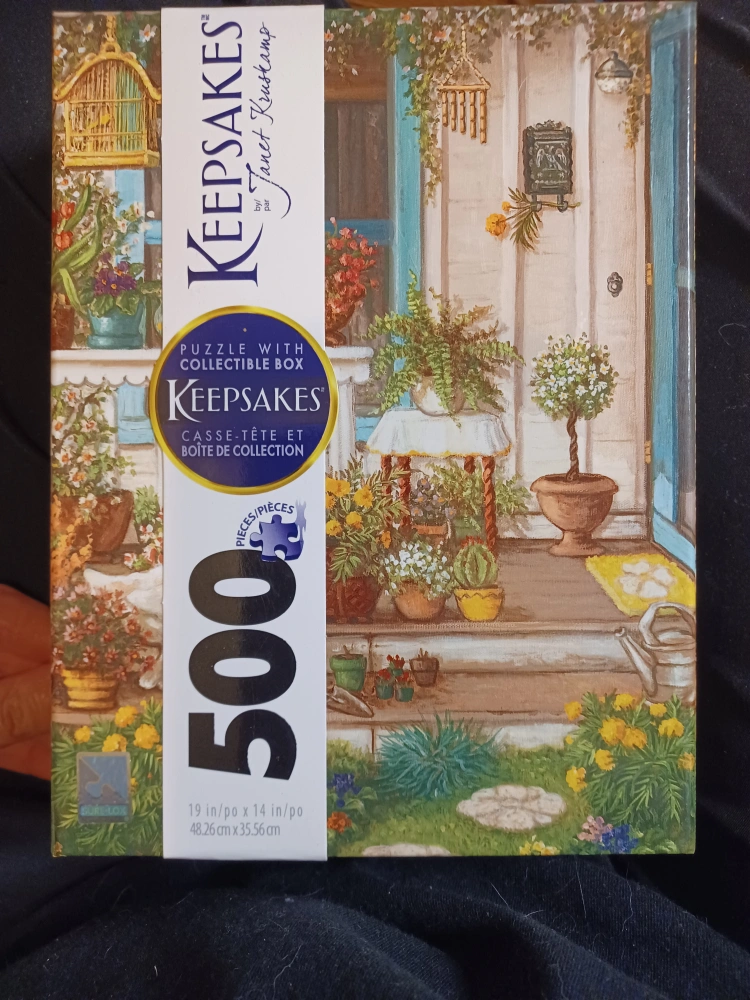 KEEPSAKES™
by/
par
Janet Kruskamp
PUZZLE WITH
COLLECTIBLE BOX
KEEPSAKES™
CASSE-TÊTE ET
BOÎTE DE COLLECTION
PIECES/PIÈCES
500
19 in/po x 14 in/po
48.26 cm x 35.56 cm